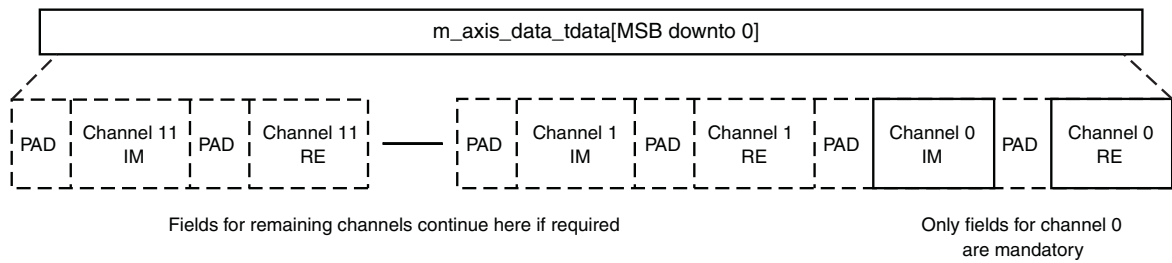 m_axis_data_tdata[MSB downto 0]
PAD Channel 11 IM PAD Channel 11 RE PAD Channel 1 IM PAD Channel 1 RE PAD Channel 0 IM PAD Channel 0 RE
Fields for remaining channels continue here if required
Only fields for channel 0
are mandatory